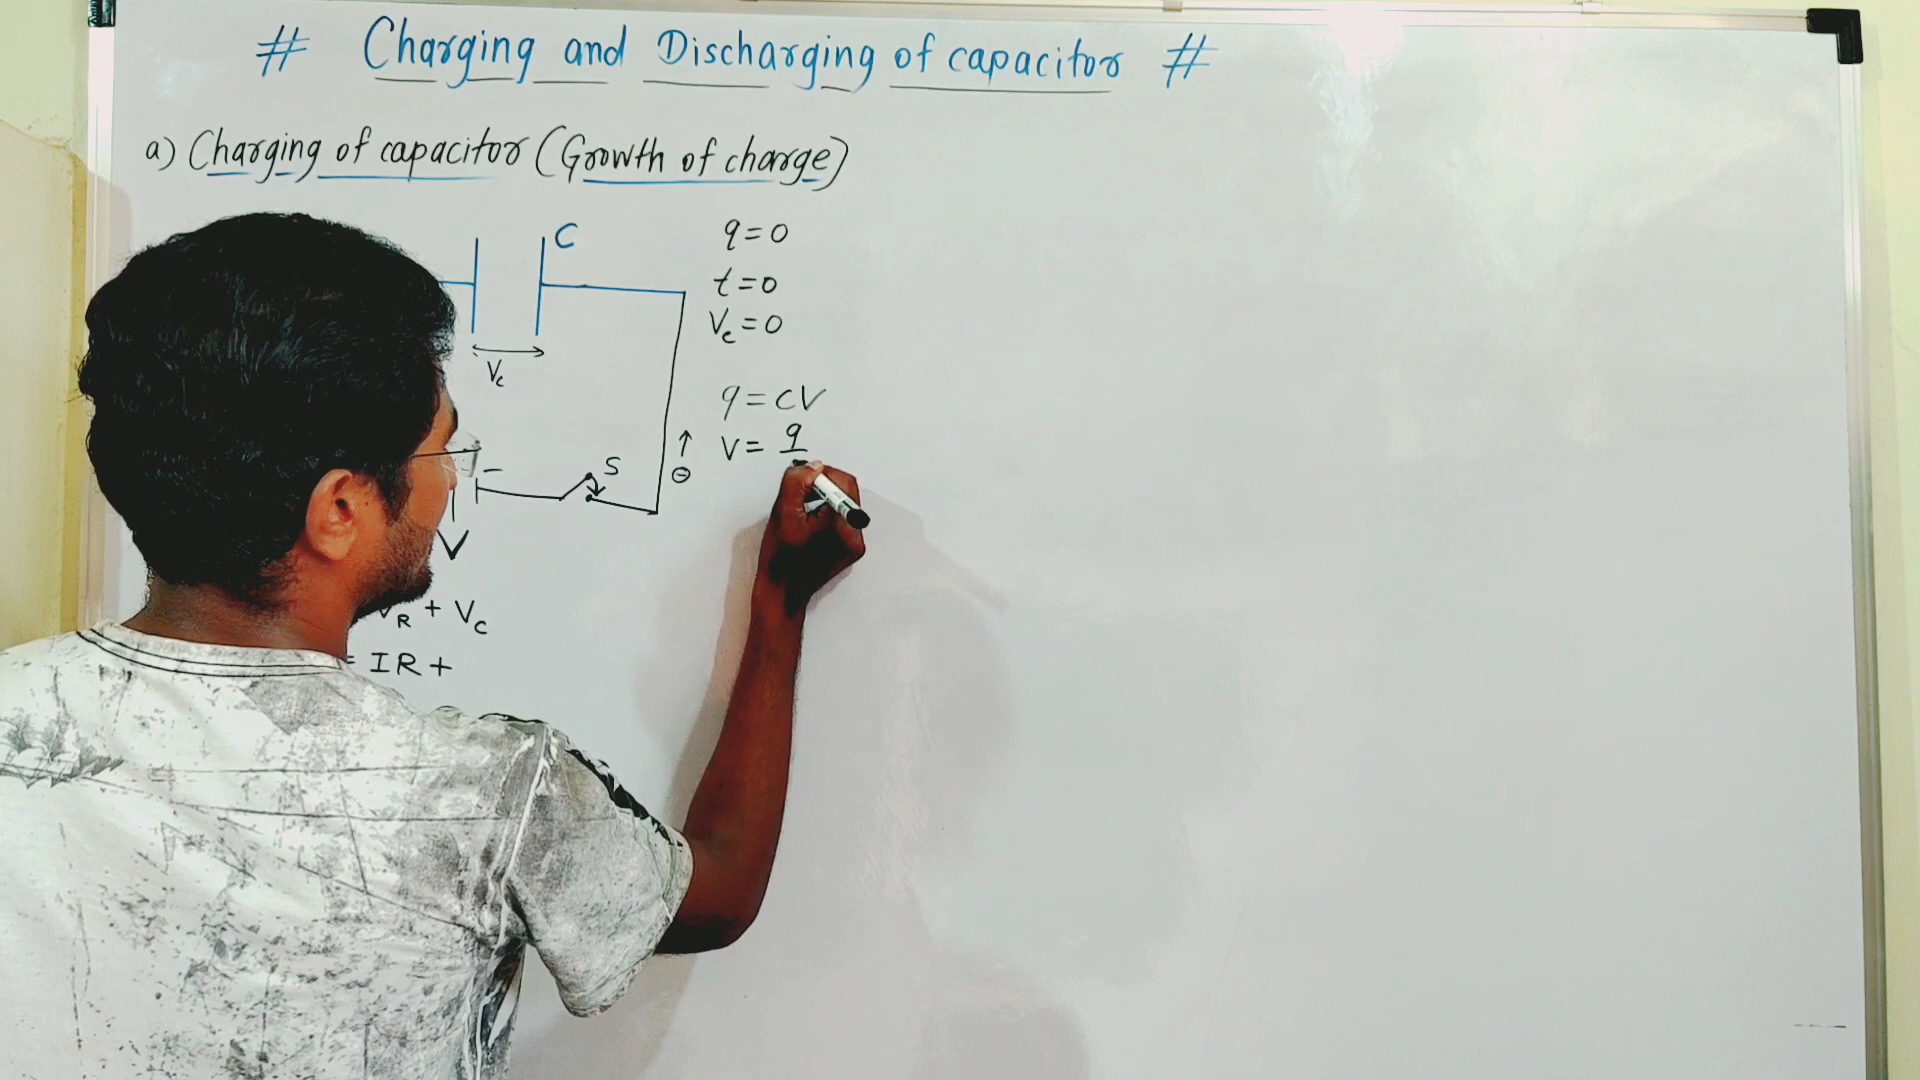 # Charging and Discharging of capacitor #
a) Charging of capacitor (Growth of charge)
C
Vc
S
-
V
⊖
q=0
t=0
Vc=0
q=CV
V= q
VR + Vc
= IR +